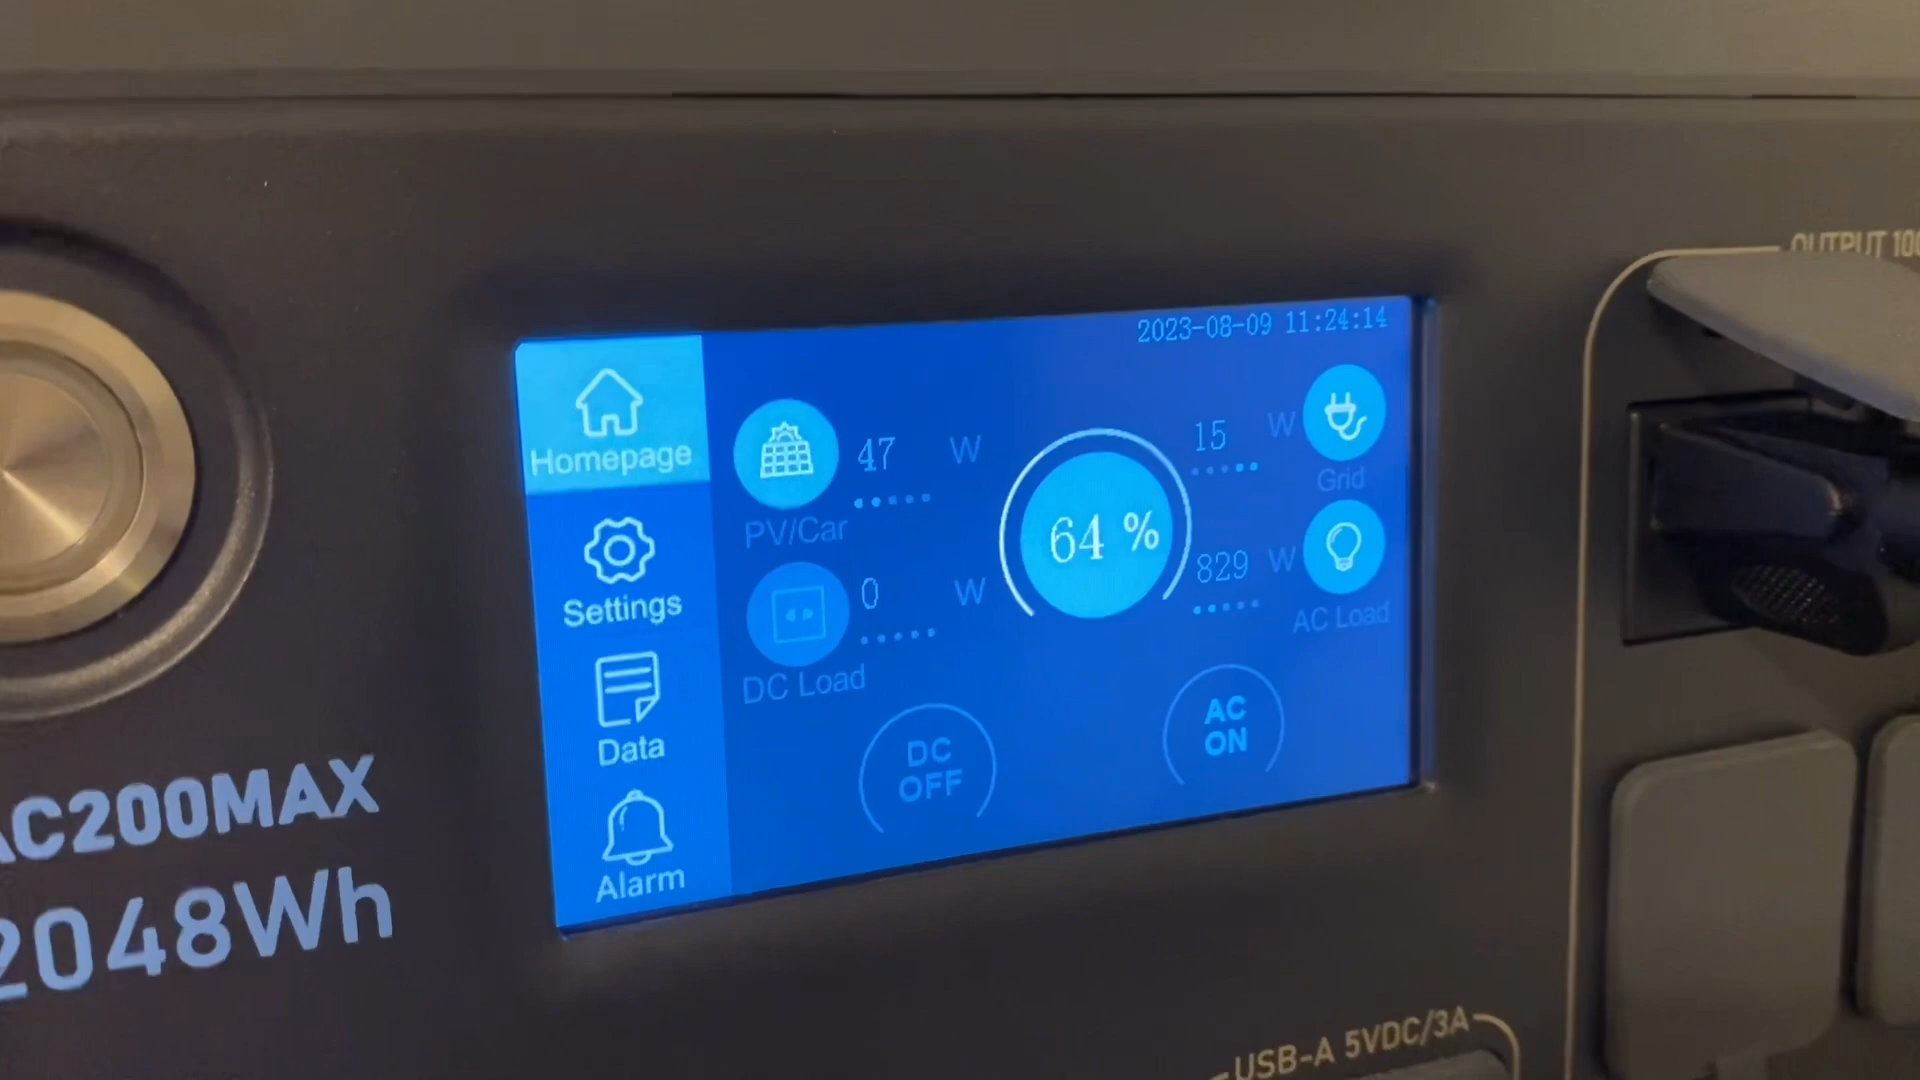 2023-08-09 11:24:14
Homepage
Settings
Data
Alarm
47 W
PV/Car
0 W
DC Load
64 %
15 W
Grid
829 W
AC Load
DC
OFF
AC
ON
AC200MAX
2048Wh
OUTPUT 100
USB-A 5VDC/3A